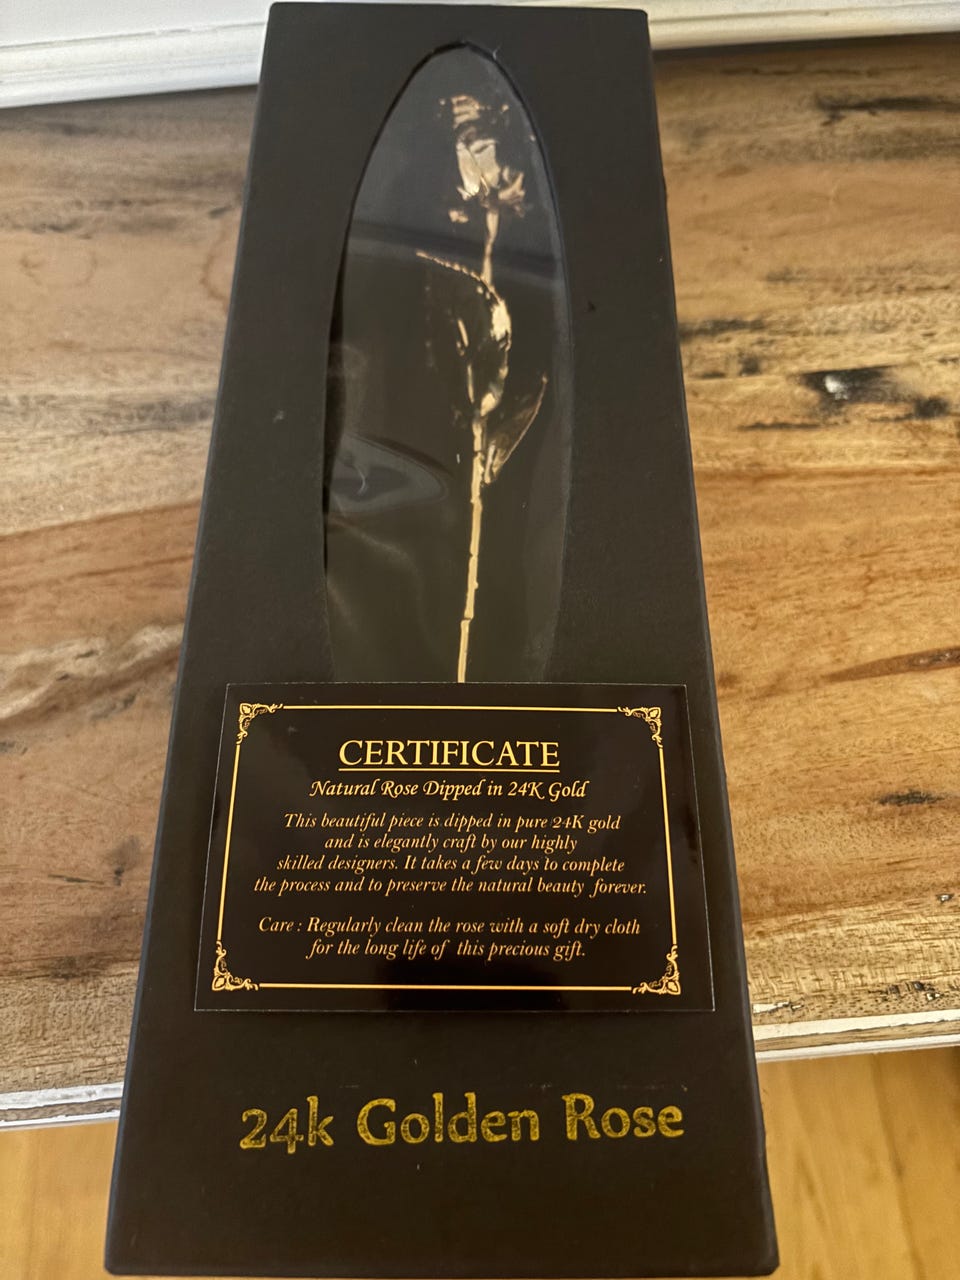 CERTIFICATE
Natural Rose Dipped in 24K Gold
This beautiful piece is dipped in pure 24K gold
and is elegantly craft by our highly
skilled designers. It takes a few days to complete
the process and to preserve the natural beauty forever.
Care : Regularly clean the rose with a soft dry cloth
for the long life of this precious gift.
24k Golden Rose